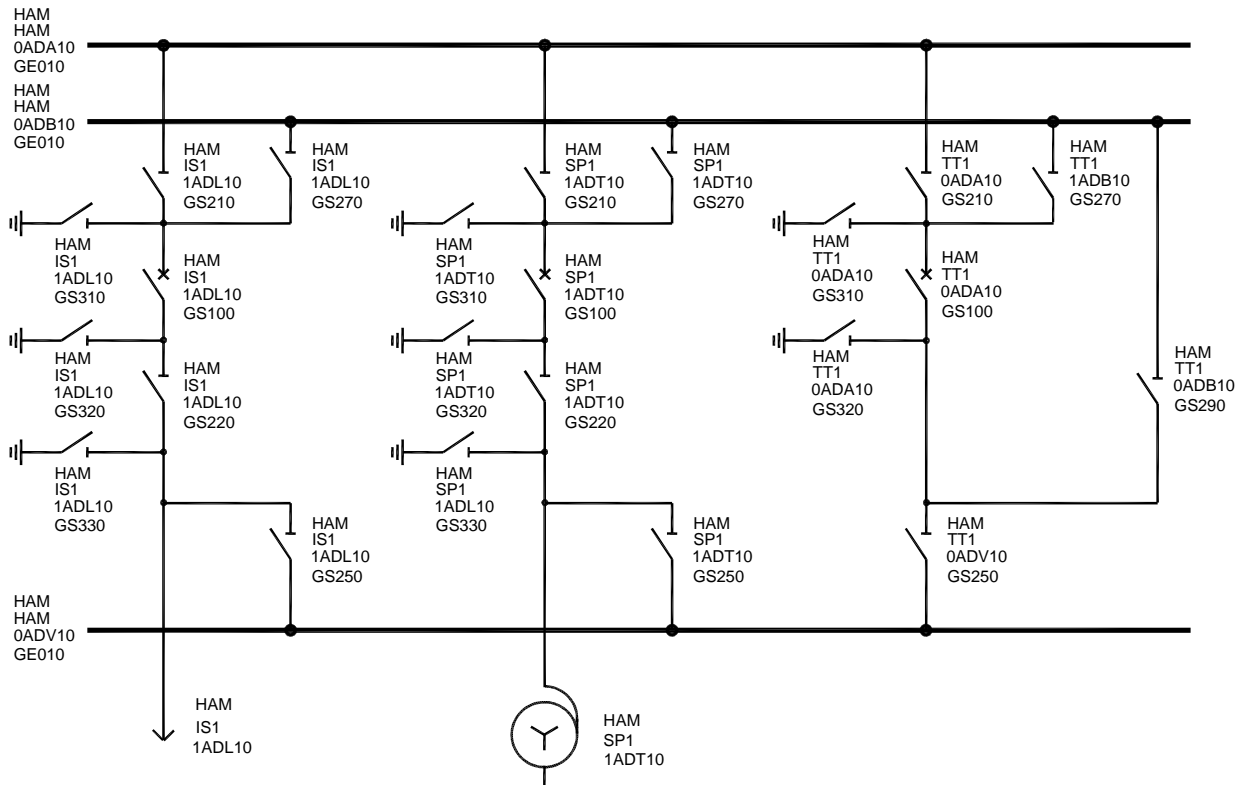 HAM
HAM
0ADA10
GE010
HAM
HAM
0ADB10
GE010
HAM
IS1
1ADL10
GS210
HAM
IS1
1ADL10
GS270
HAM
SP1
1ADT10
GS210
HAM
SP1
1ADT10
GS270
HAM
TT1
0ADA10
GS210
HAM
TT1
1ADB10
GS270
HAM
IS1
1ADL10
GS310
HAM
IS1
1ADL10
GS100
HAM
SP1
1ADT10
GS310
HAM
SP1
1ADT10
GS100
HAM
TT1
0ADA10
GS310
HAM
TT1
0ADA10
GS100
HAM
IS1
1ADL10
GS320
HAM
IS1
1ADL10
GS220
HAM
SP1
1ADT10
GS320
HAM
SP1
1ADT10
GS220
HAM
TT1
0ADA10
GS320
HAM
TT1
0ADB10
GS290
HAM
IS1
1ADL10
GS330
HAM
IS1
1ADL10
GS250
HAM
SP1
1ADL10
GS330
HAM
SP1
1ADT10
GS250
HAM
TT1
0ADV10
GS250
HAM
HAM
0ADV10
GE010
HAM
IS1
1ADL10
HAM
SP1
1ADT10